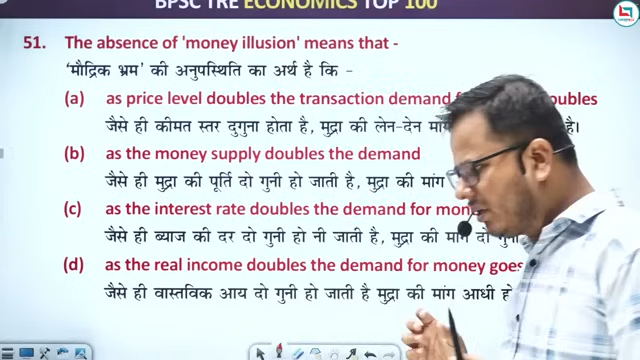 BPSC TRE ECONOMICS TOP 100
51. The absence of 'money illusion' means that -
'मौद्रिक भ्रम' की अनुपस्थिति का अर्थ है कि -
(a) as price level doubles the transaction demand
जैसे ही कीमत स्तर दुगुना होता है, मुद्रा की लेन-देन है।
(b) as the money supply doubles the demand
जैसे ही मुद्रा की पूर्ति दो गुनी हो जाती है, मुद्रा की मांग
(c) as the interest rate doubles the demand for
जैसे ही ब्याज की दर दो गुनी हो नी जाती है, मुद्रा की मांग दो
(d) as the real income doubles the demand for money goes
जैसे ही वास्तविक आय दो गुनी हो जाती है मुद्रा की मांग आधी